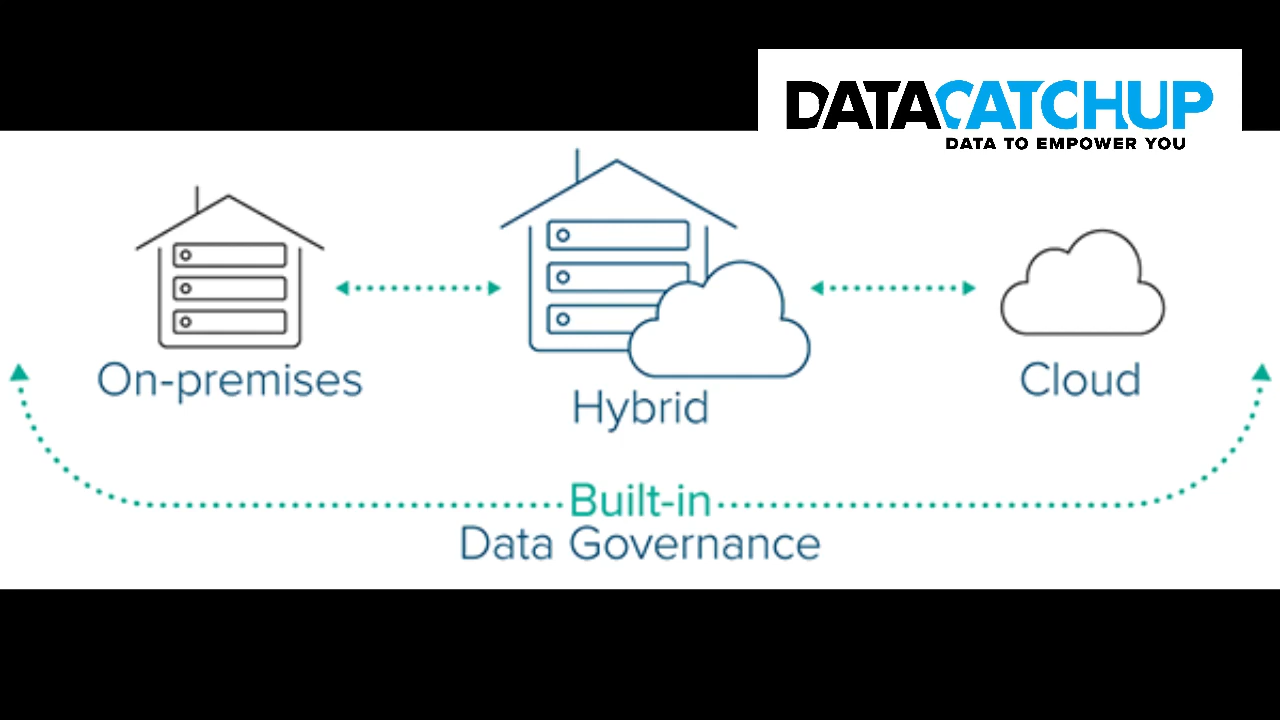 DATACATCHUP
DATA TO EMPOWER YOU
On-premises
Hybrid
Cloud
Built-in
Data Governance